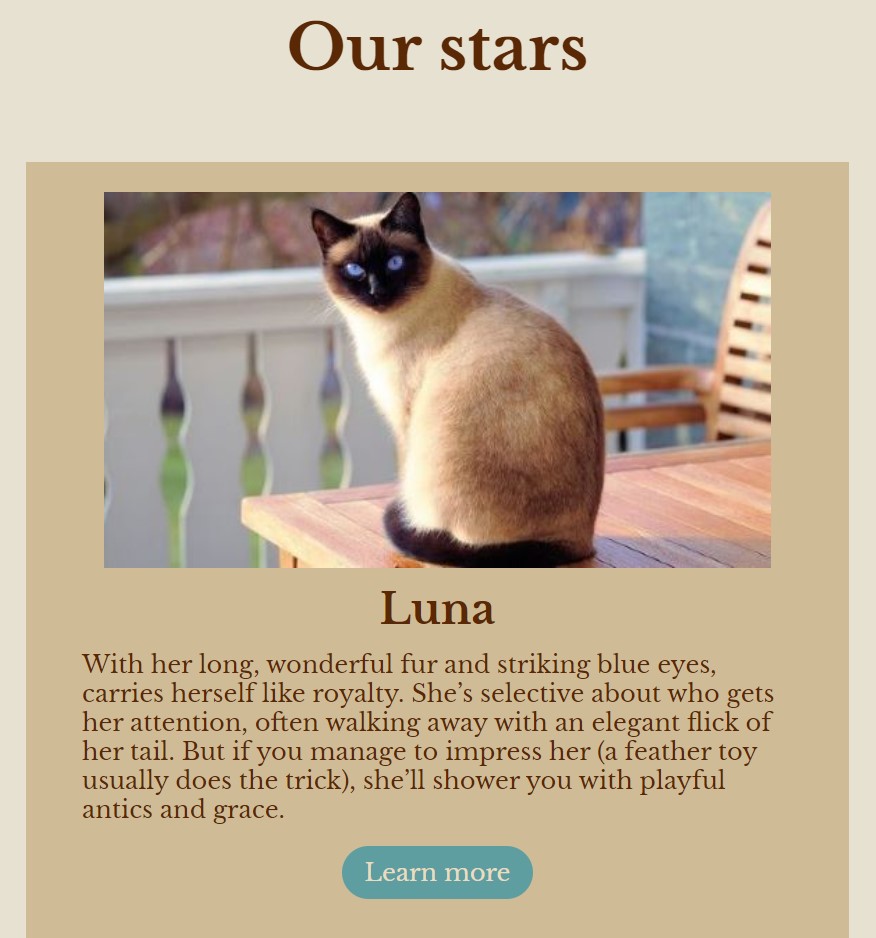 Our stars
Luna
With her long, wonderful fur and striking blue eyes,
carries herself like royalty. She’s selective about who gets
her attention, often walking away with an elegant flick of
her tail. But if you manage to impress her (a feather toy
usually does the trick), she’ll shower you with playful
antics and grace.
Learn more